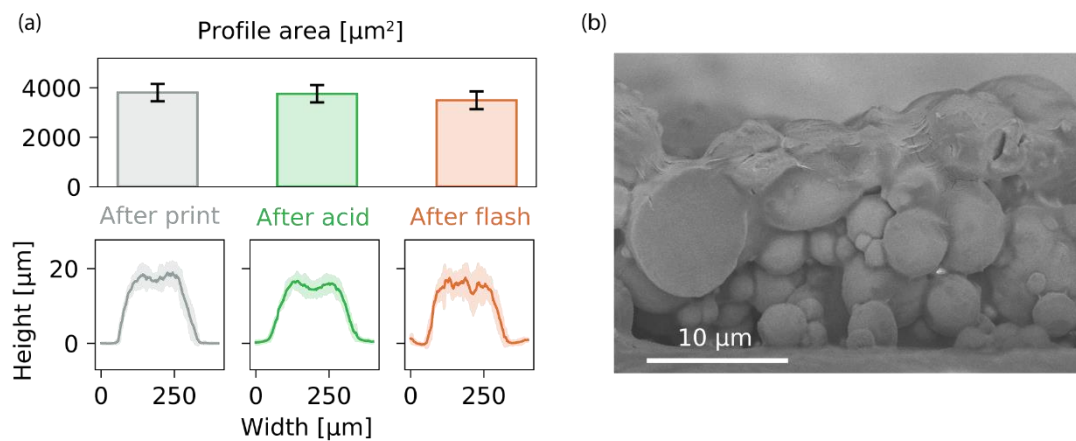 (a)
Profile area [µm²]
4000
2000
0
After print
After acid
After flash
Height [µm]
20
0
0 250
0 250
0 250
Width [µm]
(b)
10 µm